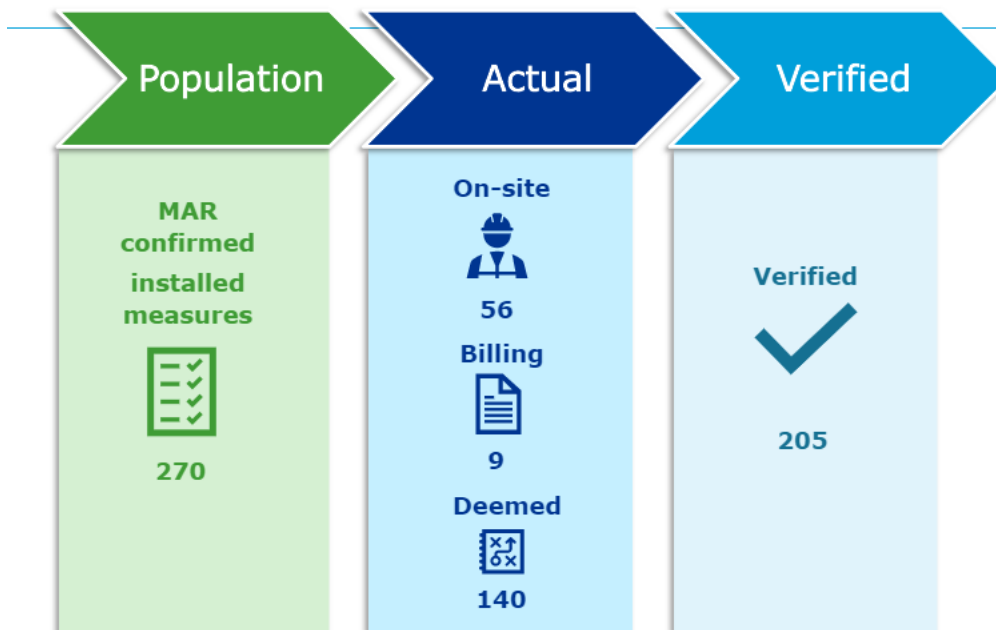 Population
MAR
confirmed
installed
measures
270
Actual
On-site
56
Billing
9
Deemed
140
Verified
Verified
205